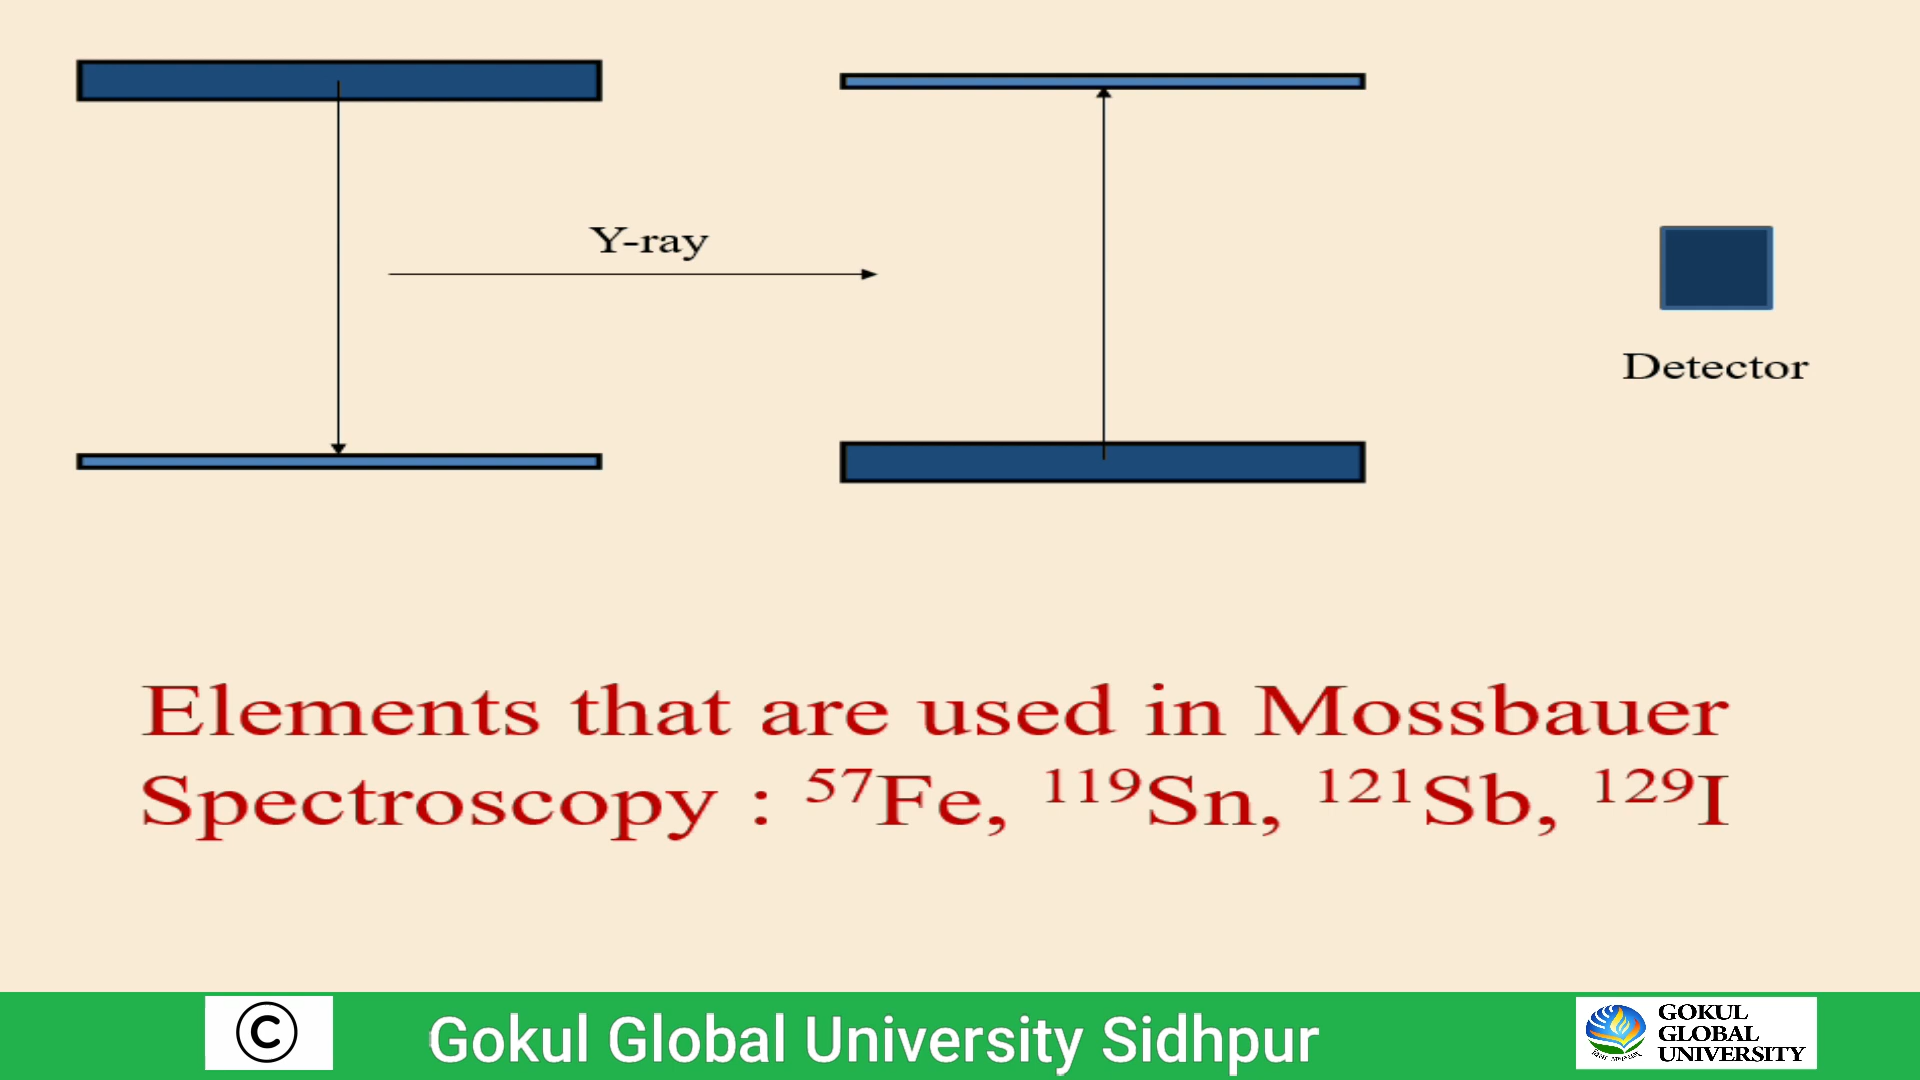 Y-ray
Detector
Elements that are used in Mossbauer
Spectroscopy : ⁵⁷Fe, ¹¹⁹Sn, ¹²¹Sb, ¹²⁹I
©
Gokul Global University Sidhpur
GOKUL
GLOBAL
UNIVERSITY